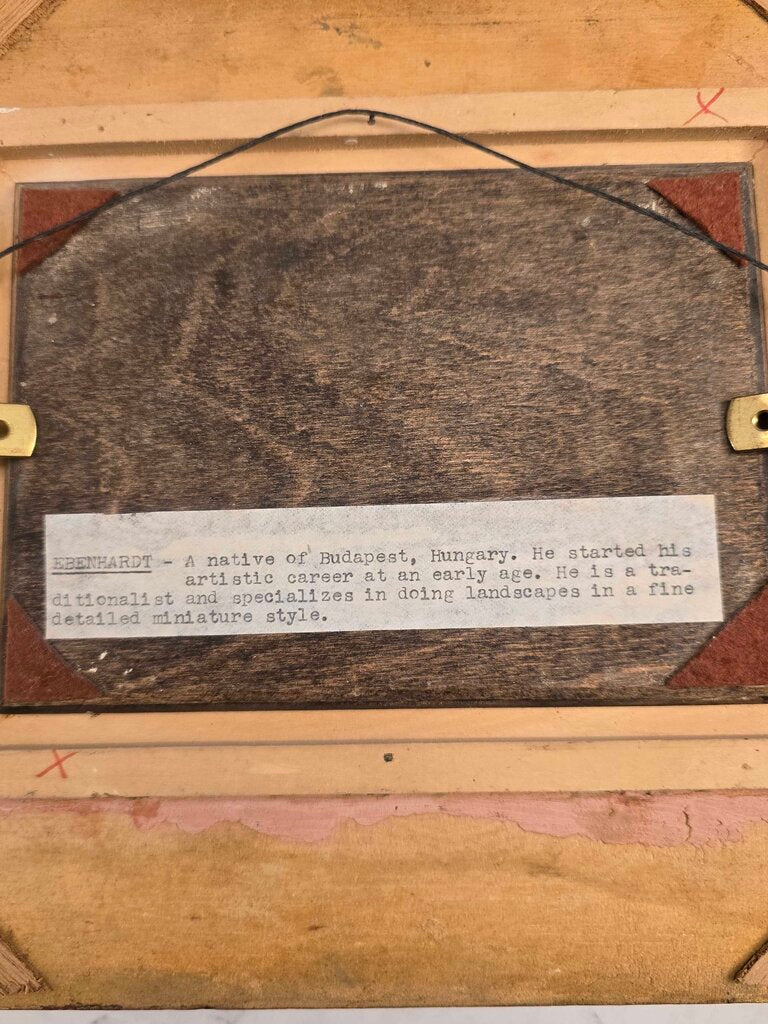 EBENHARDT - A native of Budapest, Hungary. He started his
artistic career at an early age. He is a tra-
ditionalist and specializes in doing landscapes in a fine
detailed miniature style.